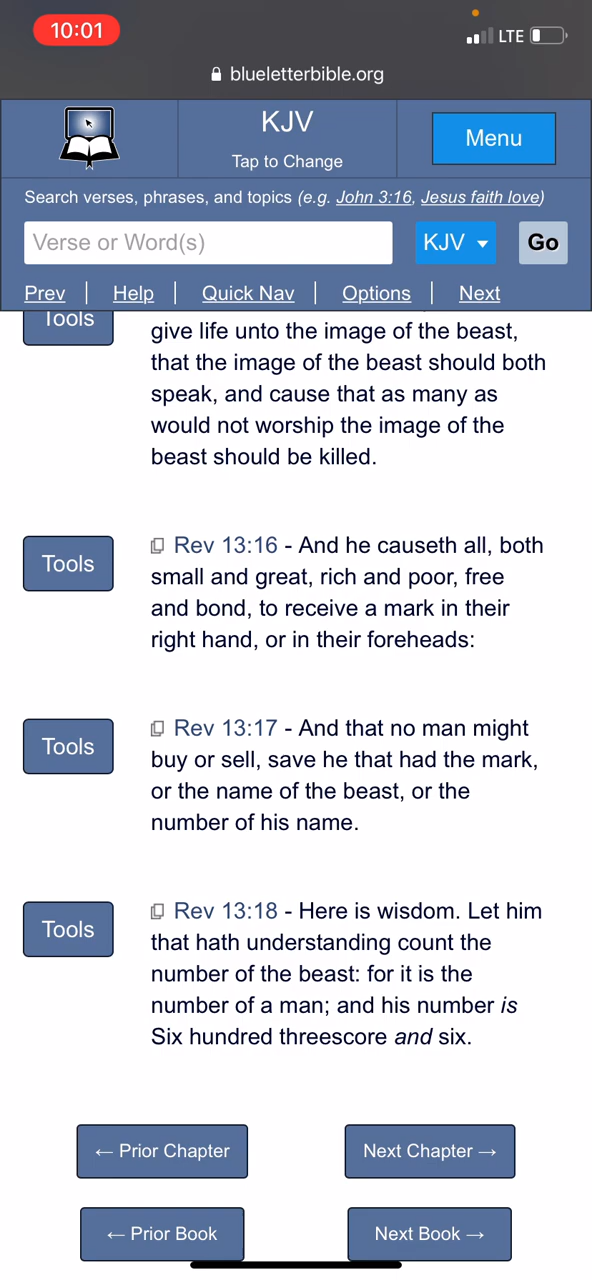 10:01
LTE
blueletterbible.org
KJV
Tap to Change
Menu
Search verses, phrases, and topics (e.g. John 3:16, Jesus faith love)
Verse or Word(s)
KJV
Go
Prev | Help | Quick Nav | Options | Next
Tools
give life unto the image of the beast,
that the image of the beast should both
speak, and cause that as many as
would not worship the image of the
beast should be killed.
Tools
Rev 13:16 - And he causeth all, both
small and great, rich and poor, free
and bond, to receive a mark in their
right hand, or in their foreheads:
Tools
Rev 13:17 - And that no man might
buy or sell, save he that had the mark,
or the name of the beast, or the
number of his name.
Tools
Rev 13:18 - Here is wisdom. Let him
that hath understanding count the
number of the beast: for it is the
number of a man; and his number is
Six hundred threescore and six.
← Prior Chapter
Next Chapter →
← Prior Book
Next Book →